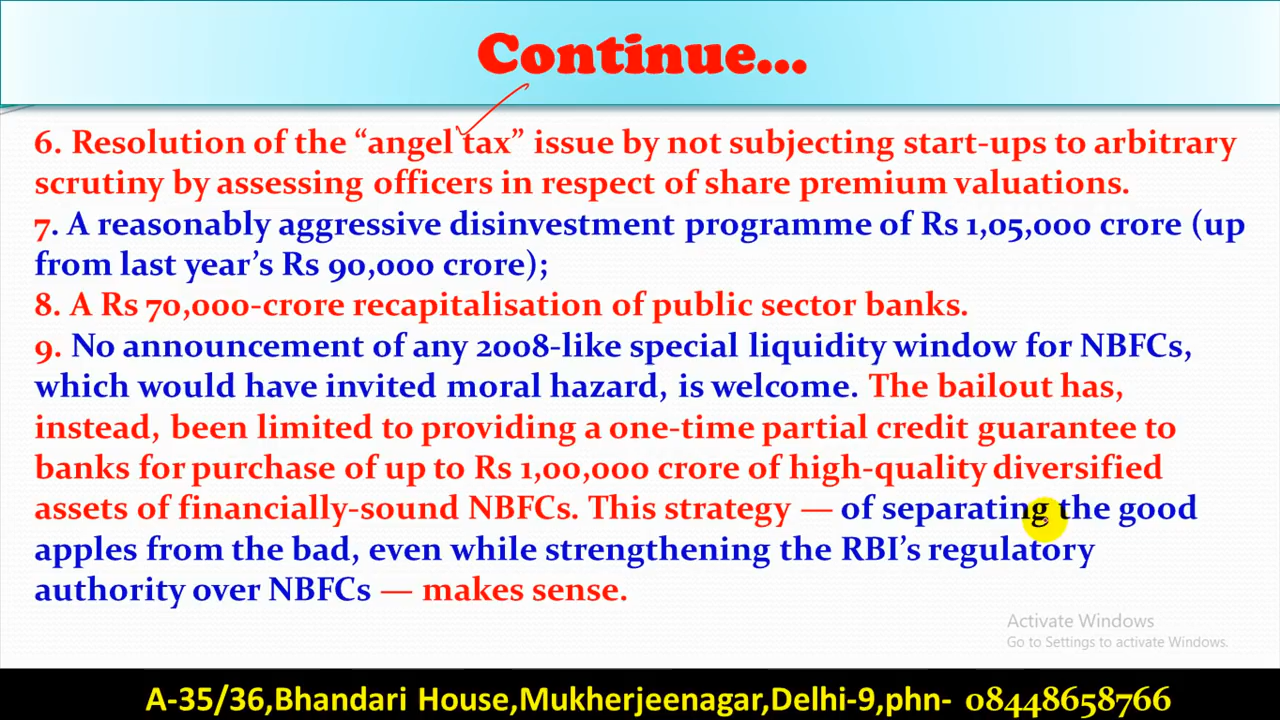 Continue...
6. Resolution of the “angel tax” issue by not subjecting start-ups to arbitrary
scrutiny by assessing officers in respect of share premium valuations.
7. A reasonably aggressive disinvestment programme of Rs 1,05,000 crore (up
from last year’s Rs 90,000 crore);
8. A Rs 70,000-crore recapitalisation of public sector banks.
9. No announcement of any 2008-like special liquidity window for NBFCs,
which would have invited moral hazard, is welcome. The bailout has,
instead, been limited to providing a one-time partial credit guarantee to
banks for purchase of up to Rs 1,00,000 crore of high-quality diversified
assets of financially-sound NBFCs. This strategy — of separating the good
apples from the bad, even while strengthening the RBI’s regulatory
authority over NBFCs — makes sense.
Activate Windows
Go to Settings to activate Windows.
A-35/36,Bhandari House,Mukherjeenagar,Delhi-9,phn- 08448658766